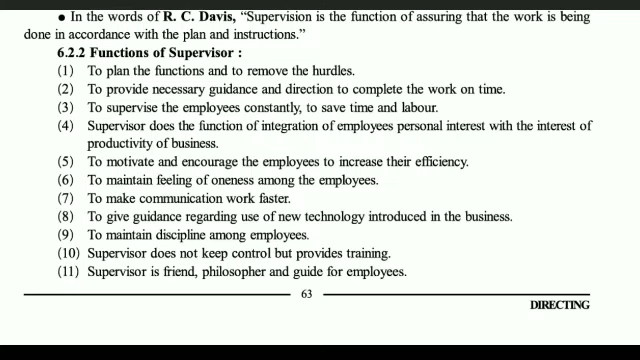 ● In the words of R. C. Davis, “Supervision is the function of assuring that the work is being
done in accordance with the plan and instructions.”
6.2.2 Functions of Supervisor :
(1) To plan the functions and to remove the hurdles.
(2) To provide necessary guidance and direction to complete the work on time.
(3) To supervise the employees constantly, to save time and labour.
(4) Supervisor does the function of integration of employees personal interest with the interest of
productivity of business.
(5) To motivate and encourage the employees to increase their efficiency.
(6) To maintain feeling of oneness among the employees.
(7) To make communication work faster.
(8) To give guidance regarding use of new technology introduced in the business.
(9) To maintain discipline among employees.
(10) Supervisor does not keep control but provides training.
(11) Supervisor is friend, philosopher and guide for employees.
63
DIRECTING